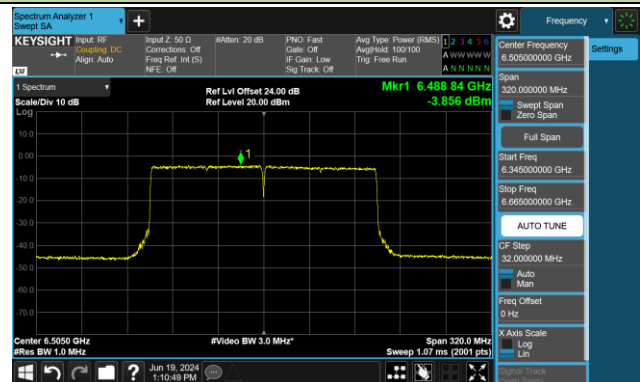 Spectrum Analyzer 1
Swept SA
Frequency
KEYSIGHT
Input: RF
Coupling: DC
Align: Auto
Input Z: 50 Ω
Corrections: Off
Freq Ref: Int (S)
NFE: Off
#Atten: 20 dB
PNO: Fast
Gate: Off
IF Gain: Low
Sig Track: Off
Avg Type: Power (RMS)
Avg|Hold: 100/100
Trig: Free Run
1 2 3 4 5 6
A W W W W W
A N N N N N
LXI
1 Spectrum
Scale/Div 10 dB
Log
Ref Lvl Offset 24.00 dB
Ref Level 20.00 dBm
Mkr1 6.488 84 GHz
-3.856 dBm
1
10.0
0.00
-10.0
-20.0
-30.0
-40.0
-50.0
-60.0
-70.0
Center 6.5050 GHz
#Res BW 1.0 MHz
#Video BW 3.0 MHz*
Span 320.0 MHz
Sweep 1.07 ms (2001 pts)
Jun 19, 2024
1:10:49 PM
Center Frequency
6.505000000 GHz
Span
320.000000 MHz
Swept Span
Zero Span
Full Span
Start Freq
6.345000000 GHz
Stop Freq
6.665000000 GHz
AUTO TUNE
CF Step
32.000000 MHz
Auto
Man
Freq Offset
0 Hz
X Axis Scale
Log
Lin
Signal Track
Settings